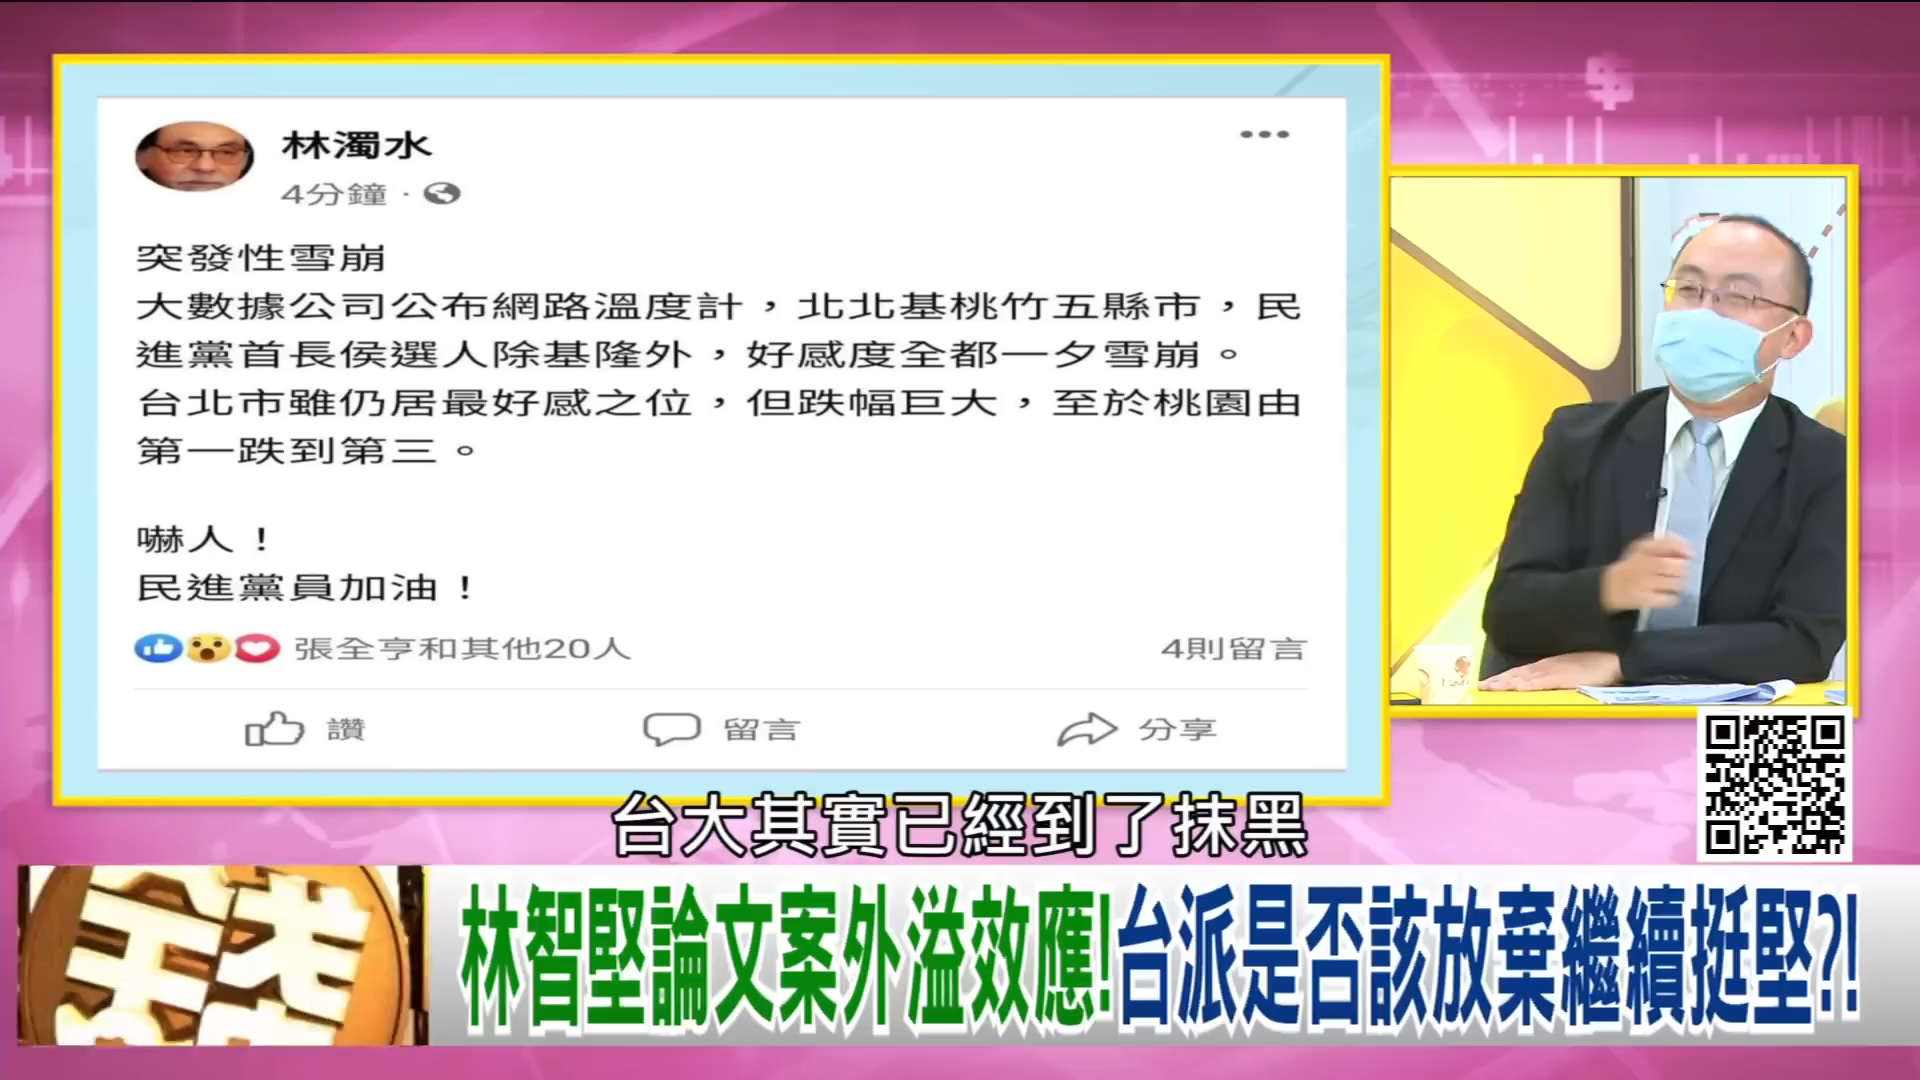 林濁水
4分鐘 ·
突發性雪崩
大數據公司公布網路溫度計，北北基桃竹五縣市，民
進黨首長侯選人除基隆外，好感度全都一夕雪崩。
台北市雖仍居最好感之位，但跌幅巨大，至於桃園由
第一跌到第三。
嚇人！
民進黨員加油！
張全亨和其他20人
4則留言
讚
留言
分享
台大其實已經到了抹黑
林智堅論文案外溢效應!台派是否該放棄繼續挺堅?!